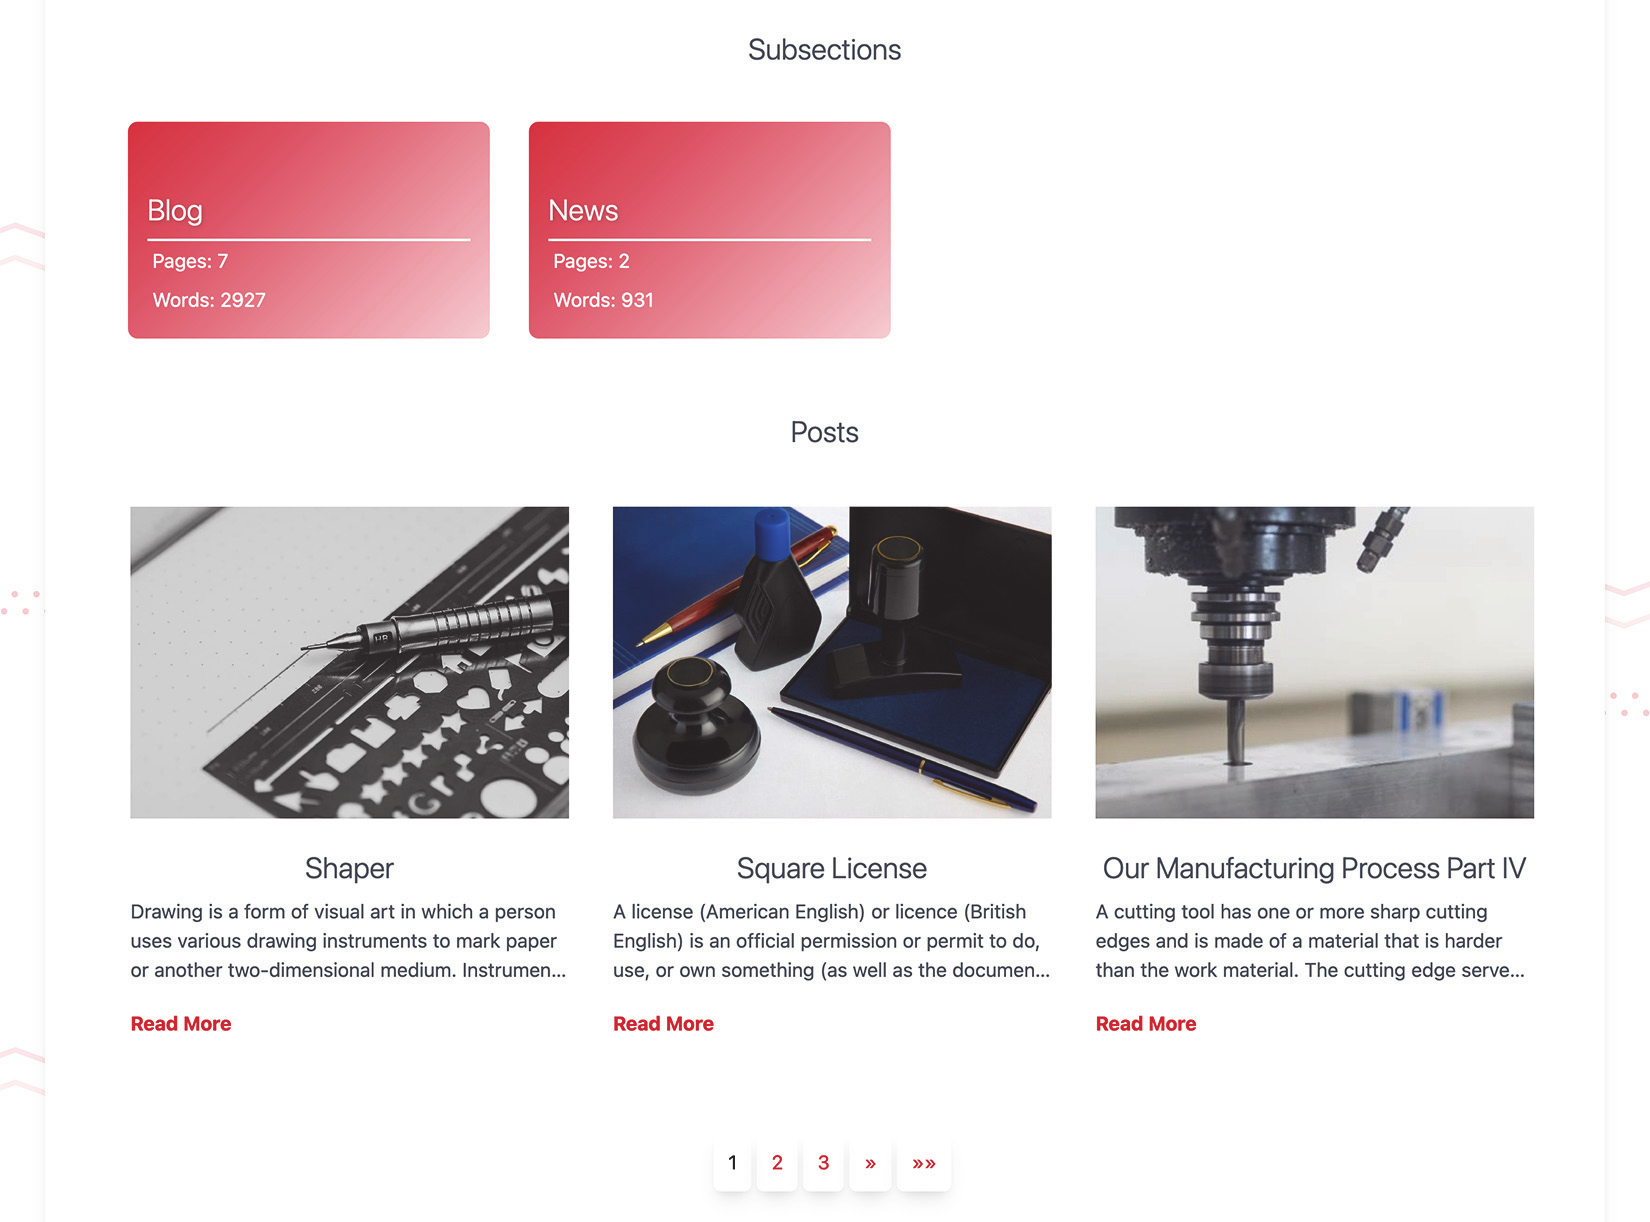 Subsections
Blog
Pages: 7
Words: 2927
News
Pages: 2
Words: 931
Posts
HB
Shaper
Drawing is a form of visual art in which a person
uses various drawing instruments to mark paper
or another two-dimensional medium. Instrumen...
Read More
Square License
A license (American English) or licence (British
English) is an official permission or permit to do,
use, or own something (as well as the documen...
Read More
Our Manufacturing Process Part IV
A cutting tool has one or more sharp cutting
edges and is made of a material that is harder
than the work material. The cutting edge serve...
Read More
1 2 3 » »»